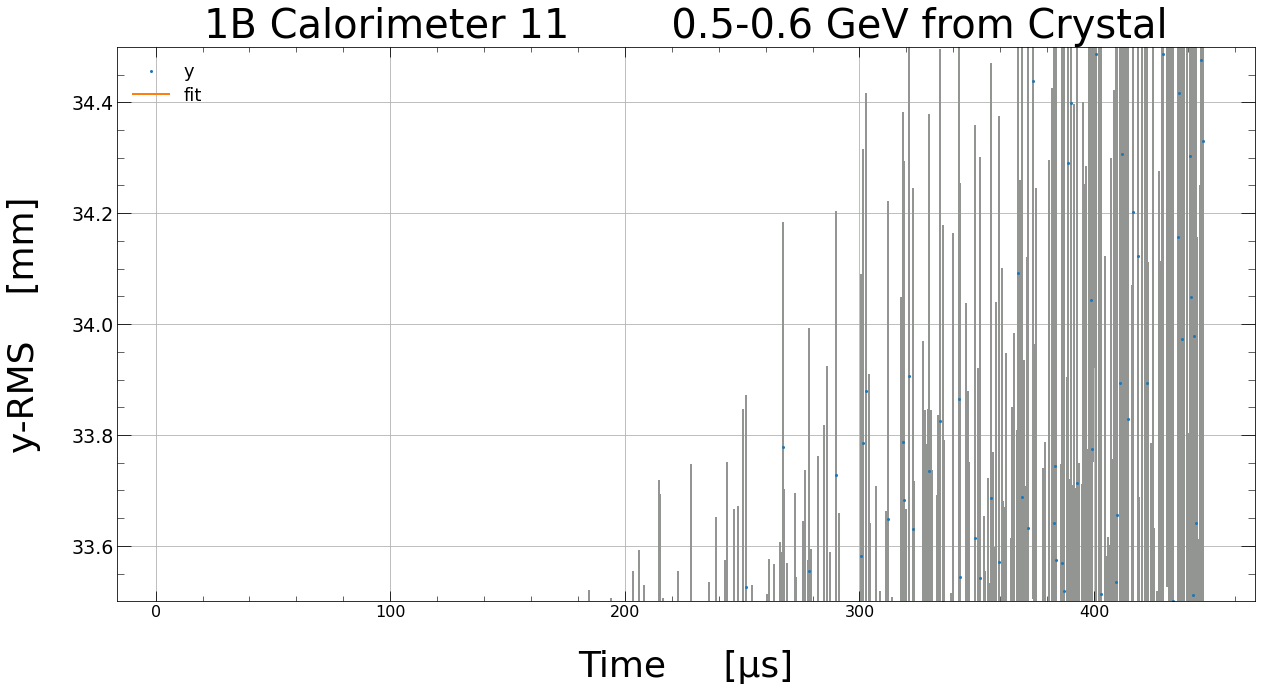 1B Calorimeter 11 0.5-0.6 GeV from Crystal
y
fit
34.4
34.2
34.0
33.8
33.6
y-RMS [mm]
0 100 200 300 400
Time [µs]